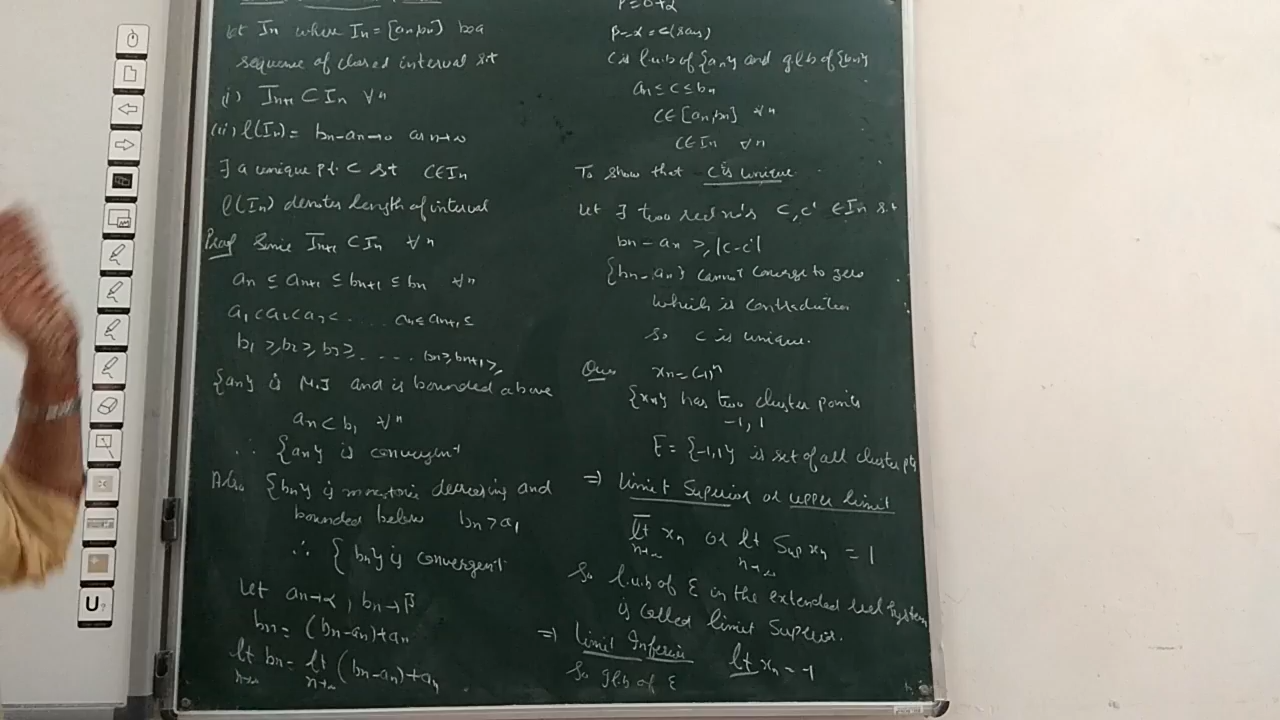 let In where In = [an,bn] be a
sequence of closed interval s.t
(i) In+1 ⊂ In ∀ n
(ii) l(In) = bn-an→0 as n→∞
∃ a unique pt. c s.t c∈In
l(In) denotes length of interval
Proof Since In+1 ⊂ In ∀ n
an ≤ an+1 ≤ bn+1 ≤ bn ∀n
a1<a2<a3< . . . . an≤an+1≤
b1 ≥ b2 ≥ b3 ≥ . . . . . bn≥bn+1≥
{an} is M.I and is bounded above
an < b1 ∀ n
∴ {an} is convergent
Also {bn} is monotonic decreasing and
bounded below bn > a1
∴ {bn} is convergent
let an→α, bn→β
bn = (bn-an)+an
lt bn = lt (bn-an)+an
n→∞ n→∞
β=0+α
β-α = c (say)
c is l.u.b of {an} and g.l.b of {bn}
an ≤ c ≤ bn
c∈[an,bn] ∀ n
c∈In ∀ n
To show that c is unique
let ∃ two real no's c, c' ∈In s.t
bn - an ≥ |c-c'|
{bn - an} cannot converge to zero
which is contradiction
So c is unique.
Ques xn=(-1)^n
{xn} has two cluster points
-1, 1
E = {-1,1} is set of all cluster pts
⇒ Limit Superior or upper limit
lt xn or lt Sup xn = 1
n→∞ n→∞
So l.u.b of E in the extended real system
is called limit Superior.
⇒ Limit Inferior lt xn = -1
So g.l.b of E
U?